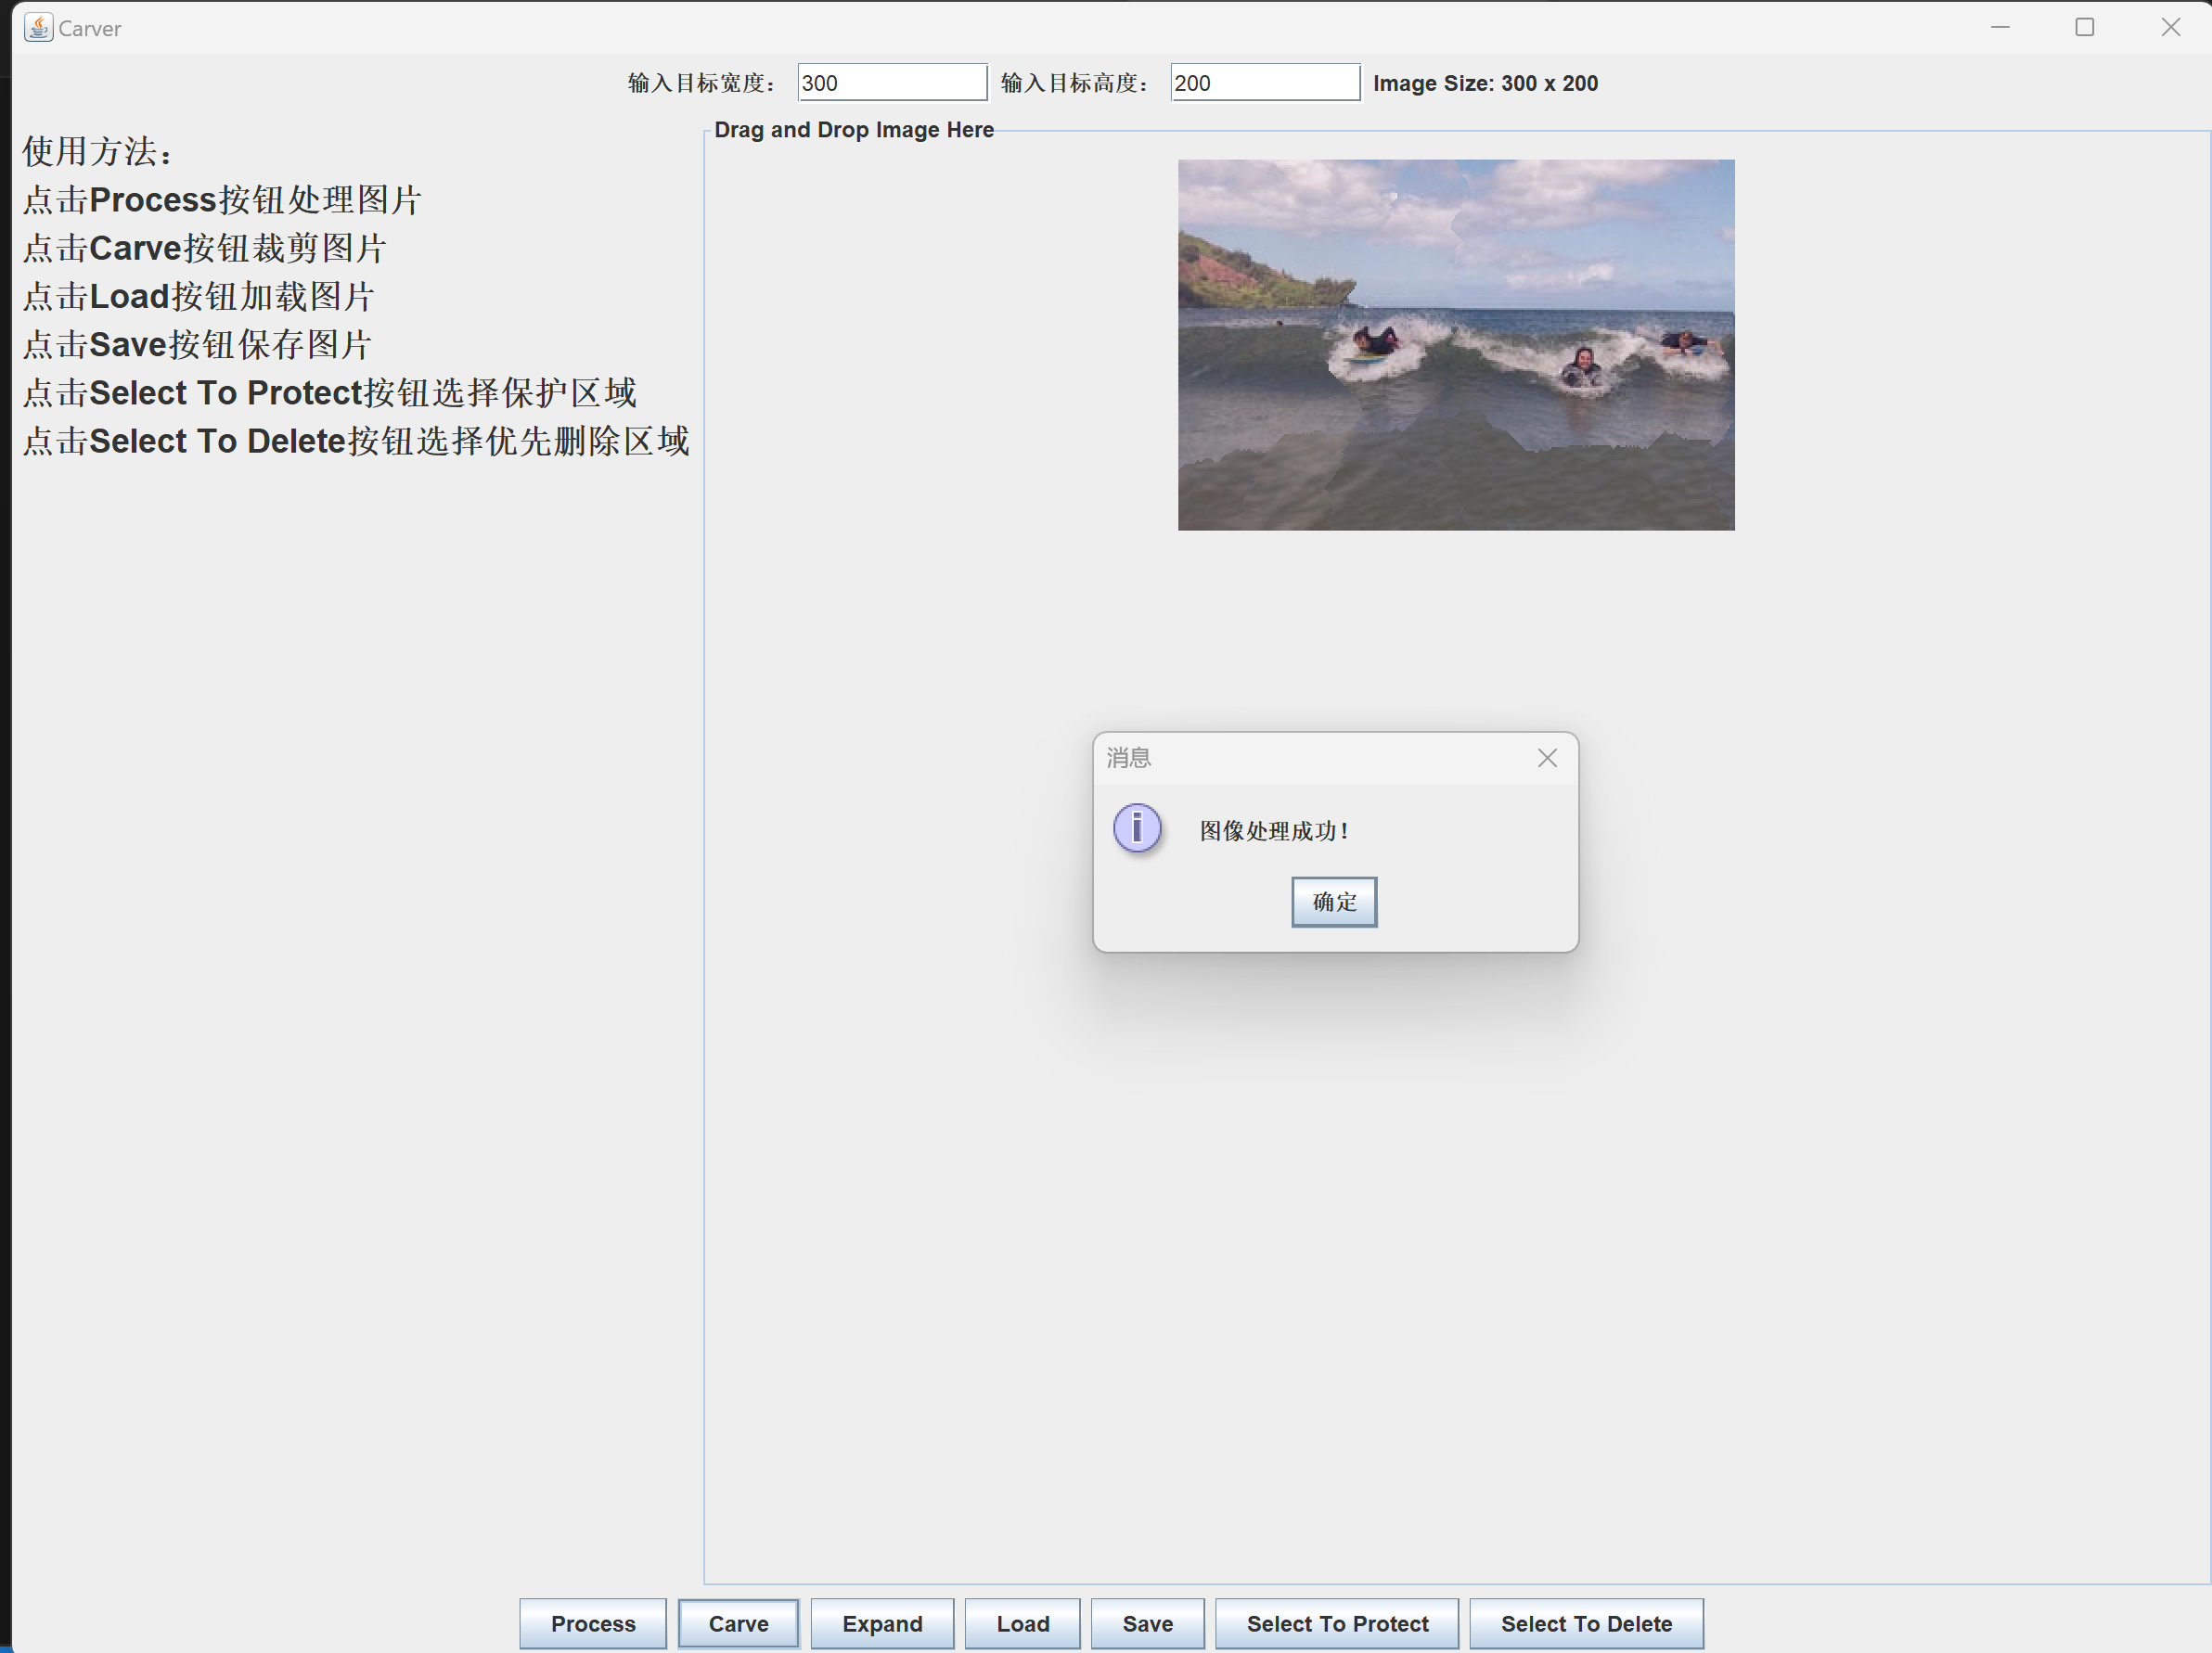 Carver
输入目标宽度： 300 输入目标高度： 200 Image Size: 300 x 200
Drag and Drop Image Here
使用方法：
点击Process按钮处理图片
点击Carve按钮裁剪图片
点击Load按钮加载图片
点击Save按钮保存图片
点击Select To Protect按钮选择保护区域
点击Select To Delete按钮选择优先删除区域
消息
图像处理成功！
确定
Process Carve Expand Load Save Select To Protect Select To Delete